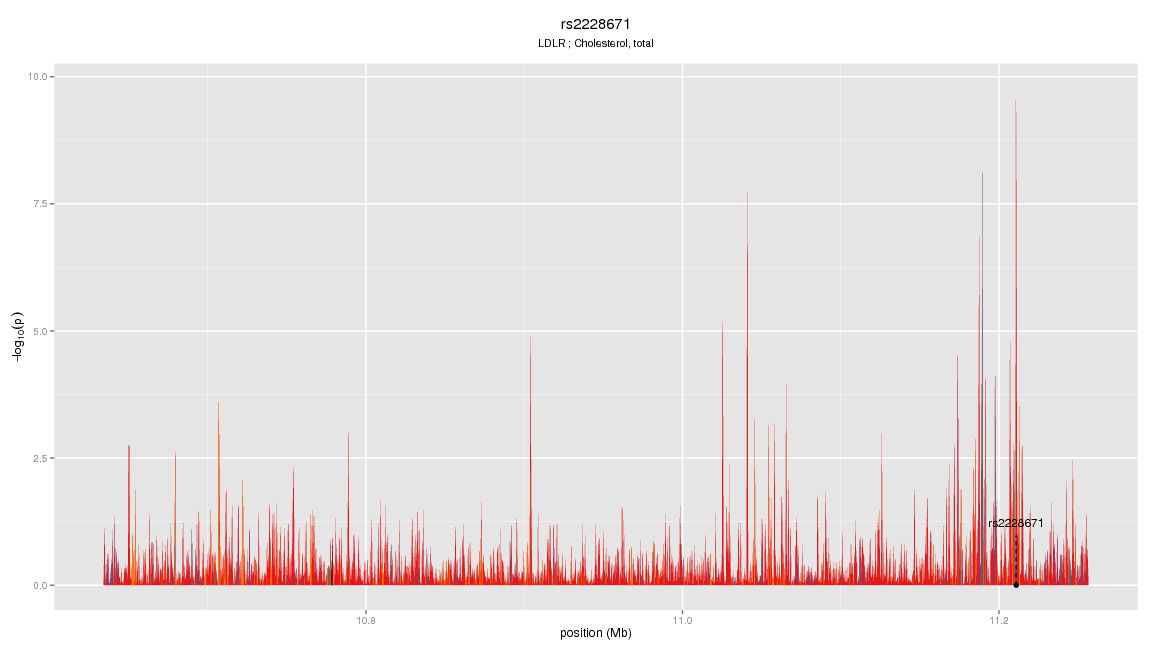 rs2228671
LDLR ; Cholesterol, total
10.0
7.5
5.0
2.5
0.0
−log10(p)
rs2228671
10.8
11.0
11.2
position (Mb)